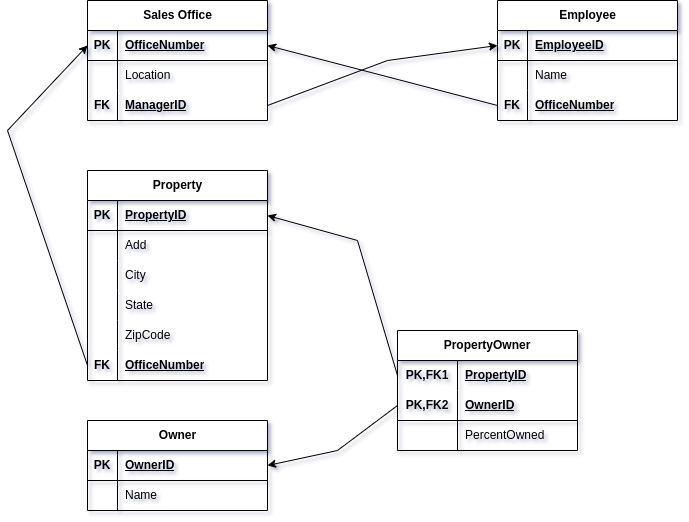 Sales Office
PK OfficeNumber
Location
FK ManagerID
Employee
PK EmployeeID
Name
FK OfficeNumber
Property
PK PropertyID
Add
City
State
ZipCode
FK OfficeNumber
PropertyOwner
PK,FK1 PropertyID
PK,FK2 OwnerID
PercentOwned
Owner
PK OwnerID
Name